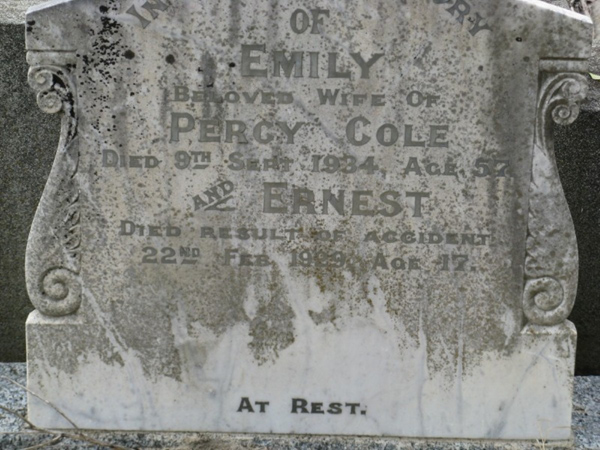 IN
OF
EMILY
BELOVED WIFE OF
PERCY COLE
DIED 9TH SEPT. 1934, AGE 57.
AND ERNEST
DIED RESULT OF ACCIDENT
22ND FEB. AGE 17.
AT REST.